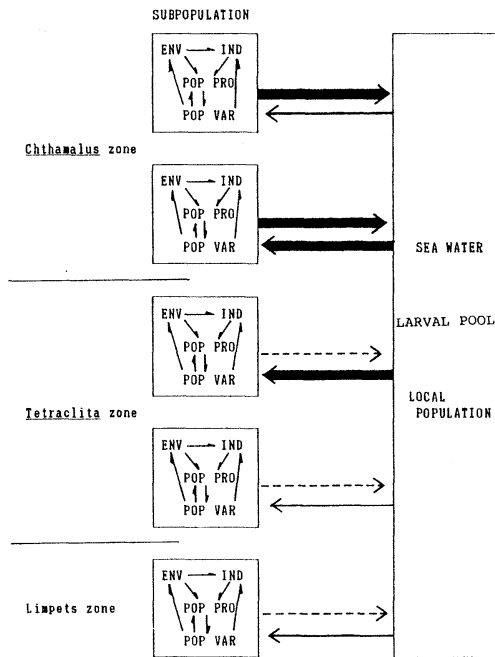 SUBPOPULATION
ENV IND
POP PRO
POP VAR
Chthamalus zone
ENV IND
POP PRO
POP VAR
SEA WATER
ENV IND
LARVAL POOL
POP PRO
POP VAR
LOCAL
POPULATION
Tetraclita zone
ENV IND
POP PRO
POP VAR
ENV IND
Limpets zone
POP PRO
POP VAR